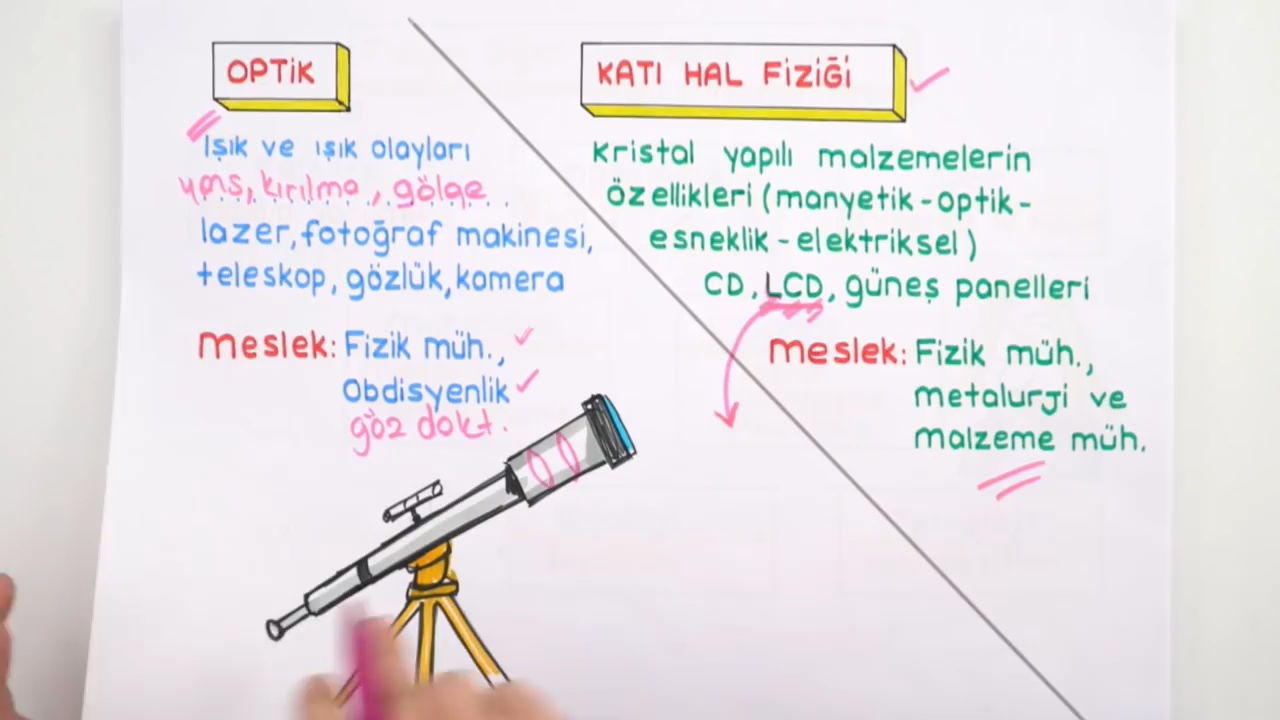 OPTİK
Işık ve ışık olayları
yans, kırılma, gölge
lazer, fotoğraf makinesi,
teleskop, gözlük, kamera
Meslek: Fizik müh.,
Obdisyenlik
göz dokt.
KATI HAL FİZİĞİ
Kristal yapılı malzemelerin
özellikleri (manyetik-optik-
esneklik-elektriksel)
CD, LCD, güneş panelleri
Meslek: Fizik müh.,
metalurji ve
malzeme müh.